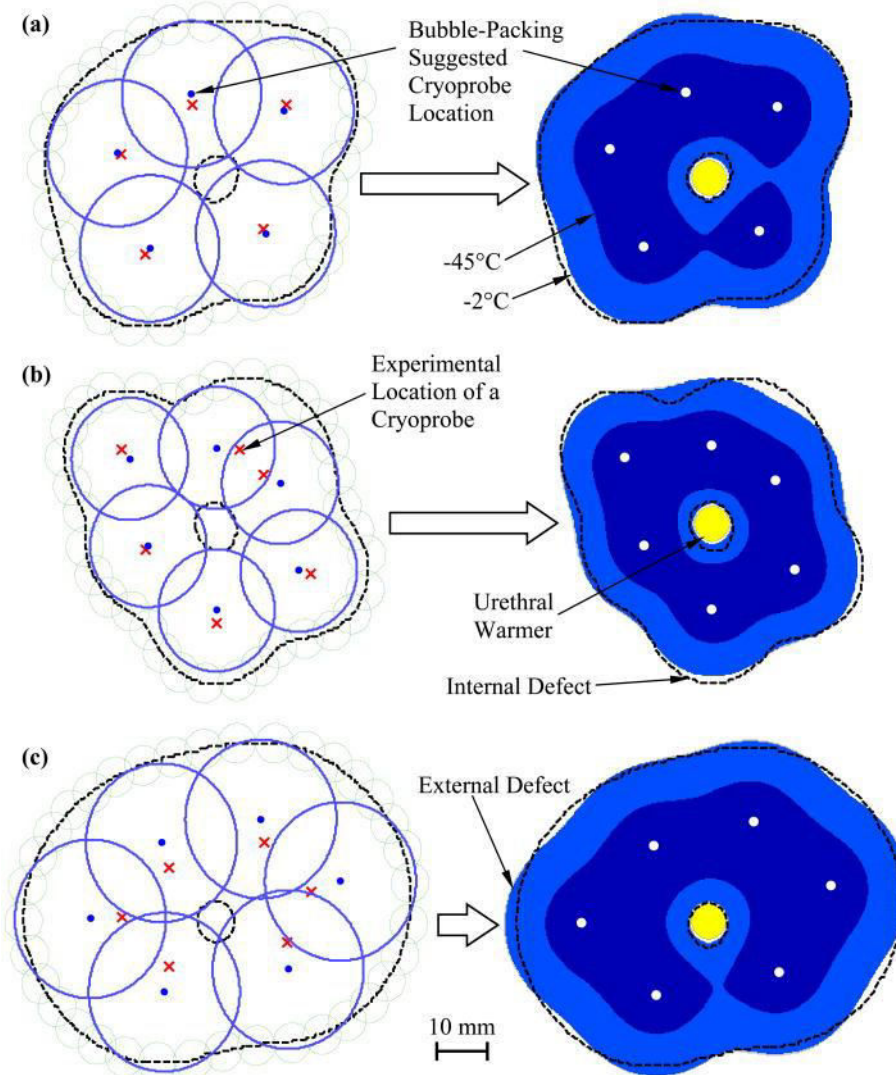 (a)
Bubble-Packing
Suggested
Cryoprobe
Location
-45°C
-2°C
(b)
Experimental
Location of a
Cryoprobe
Urethral
Warmer
Internal Defect
(c)
External Defect
10 mm